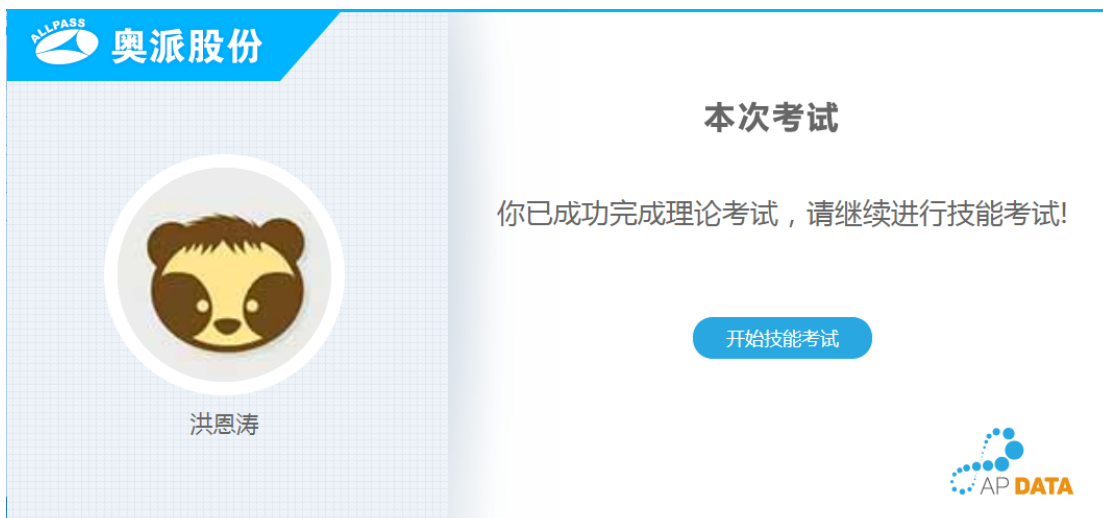 ALLPASS
奥派股份
洪恩涛
本次考试
你已成功完成理论考试，请继续进行技能考试!
开始技能考试
AP DATA